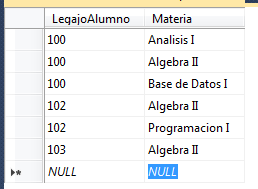 LegajoAlumno Materia
100 Analisis I
100 Algebra II
100 Base de Datos I
102 Algebra II
102 Programacion I
103 Algebra II
NULL NULL